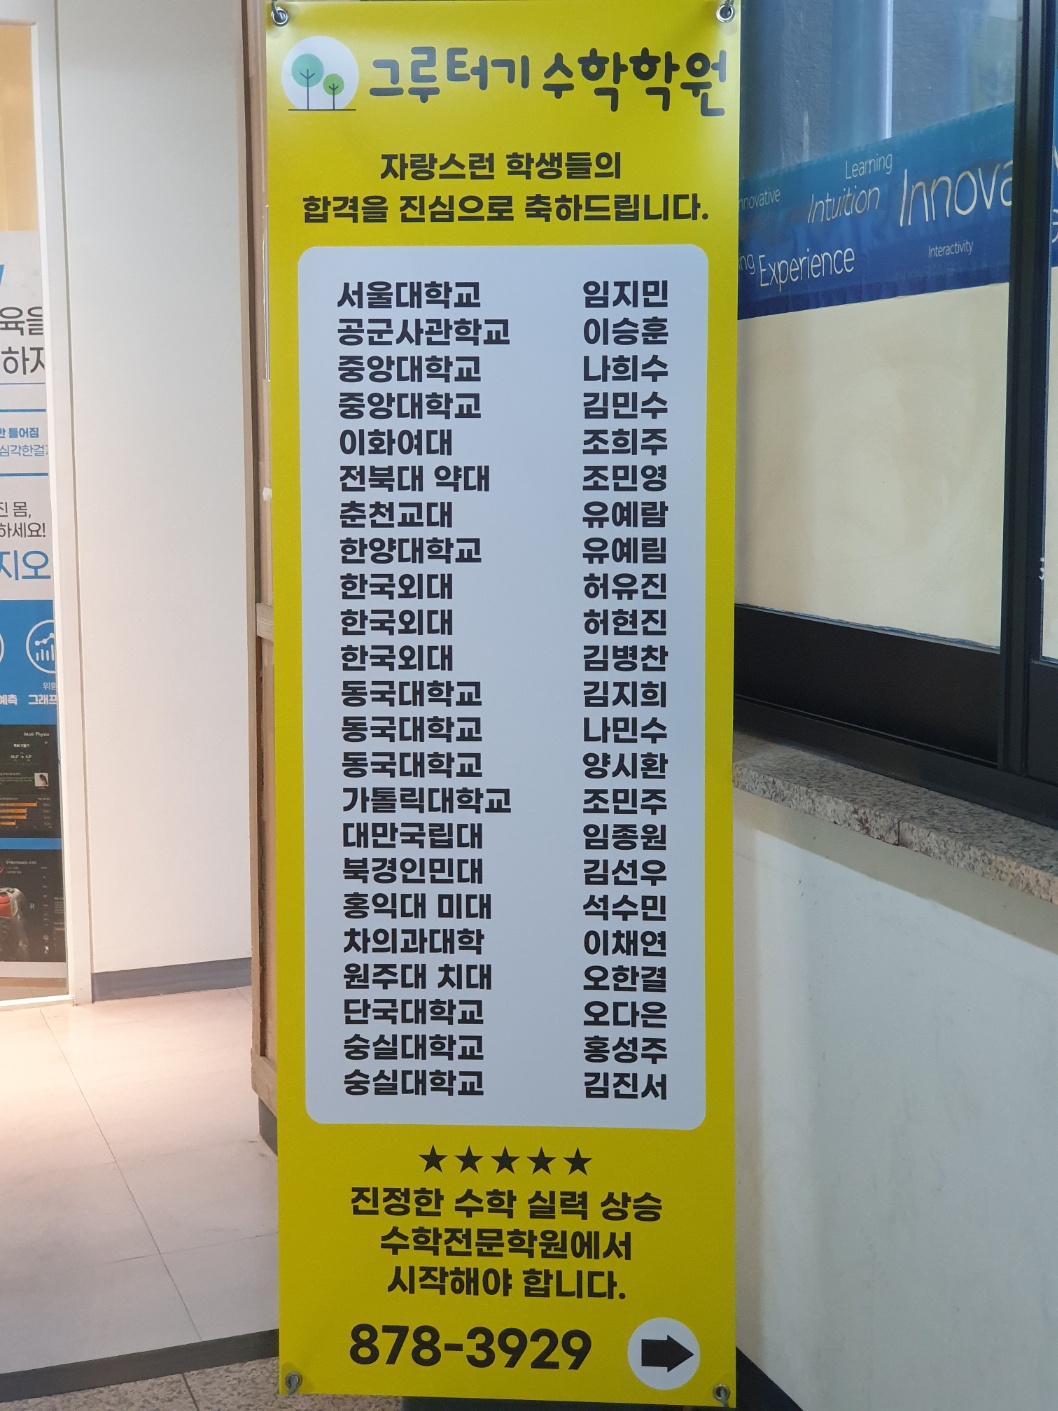 그루터기 수학학원
자랑스런 학생들의
합격을 진심으로 축하드립니다.
서울대학교 임지민
공군사관학교 이승훈
중앙대학교 나희수
중앙대학교 김민수
이화여대 조희주
전북대 약대 조민영
춘천교대 유예람
한양대학교 유예림
한국외대 허유진
한국외대 허현진
한국외대 김병찬
동국대학교 김지희
동국대학교 나민수
동국대학교 양시환
가톨릭대학교 조민주
대만국립대 임종원
북경인민대 김선우
홍익대 미대 석수민
차의과대학 이채연
원주대 치대 오한결
단국대학교 오다은
숭실대학교 홍성주
숭실대학교 김진서
★★★★★
진정한 수학 실력 상승
수학전문학원에서
시작해야 합니다.
878-3929
Learning
Intuition
Experience
Interactivity
심각한걸
하세요!
지오